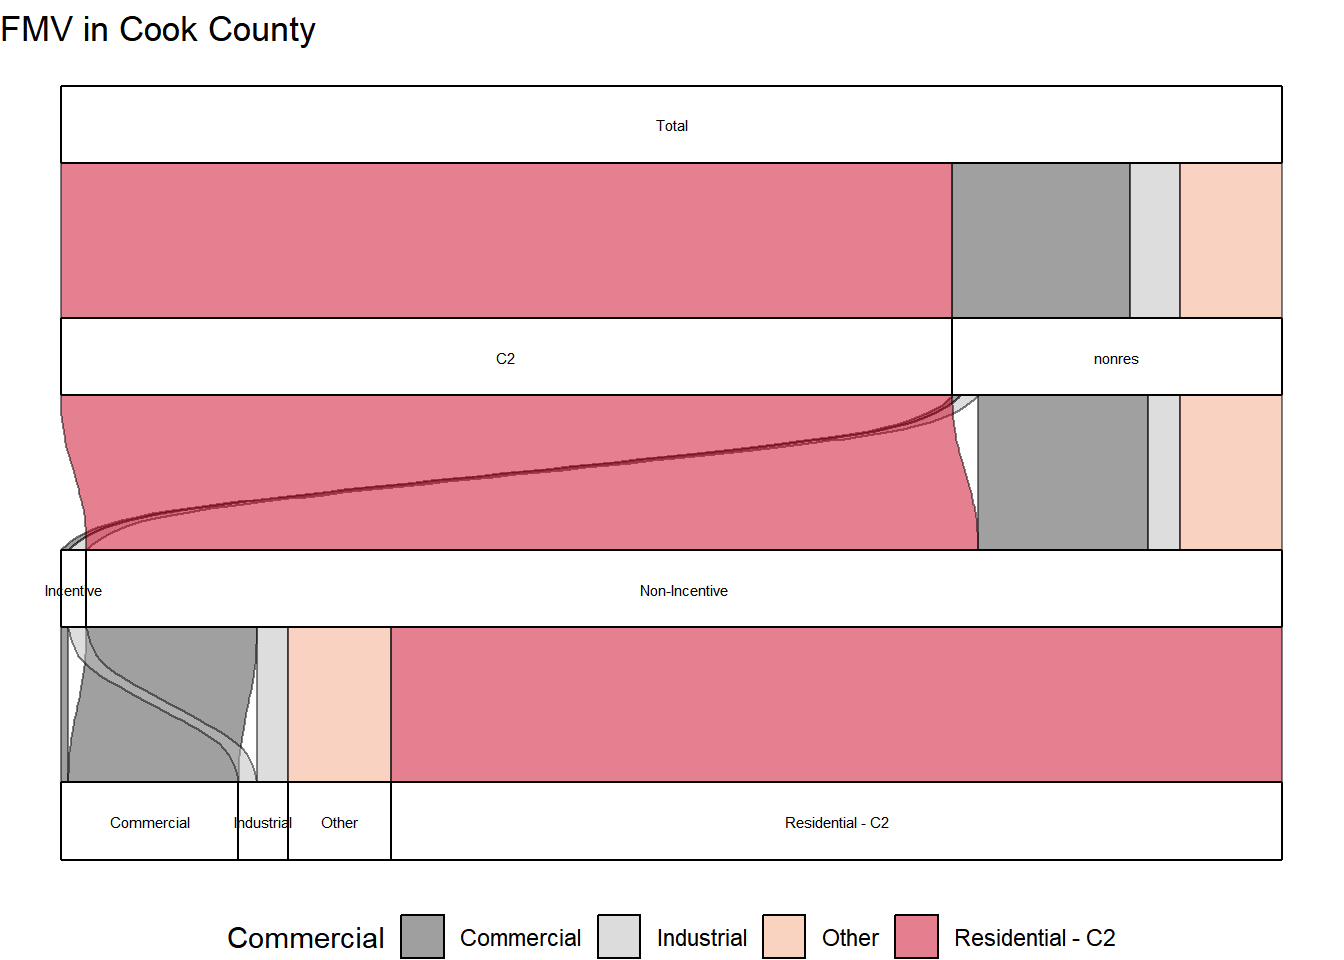 FMV in Cook County
Total
C2
nonres
Incentive
Non-Incentive
Commercial
Industrial
Other
Residential - C2
Commercial
Commercial
Industrial
Other
Residential - C2